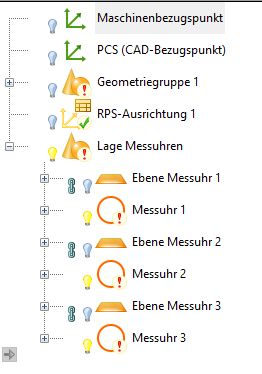 Maschinenbezugspunkt
PCS (CAD-Bezugspunkt)
Geometriegruppe 1
RPS-Ausrichtung 1
Lage Messuhren
Ebene Messuhr 1
Messuhr 1
Ebene Messuhr 2
Messuhr 2
Ebene Messuhr 3
Messuhr 3